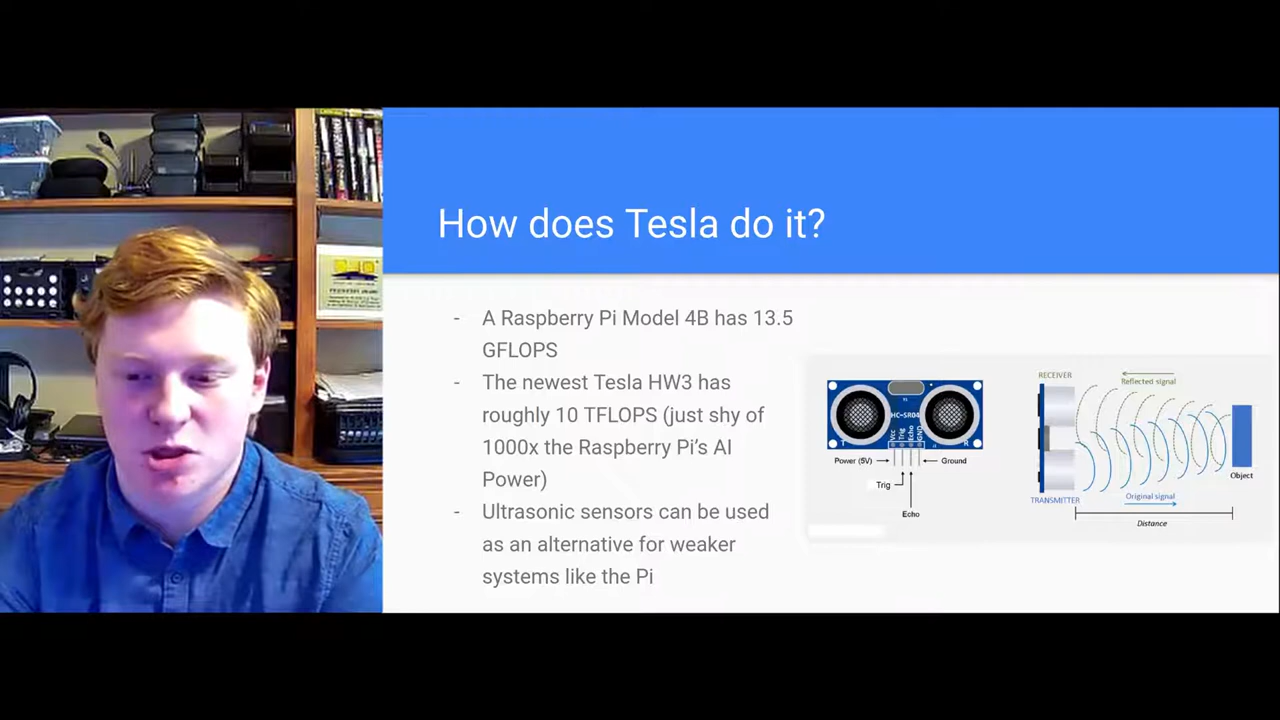 How does Tesla do it?
- A Raspberry Pi Model 4B has 13.5
GFLOPS
- The newest Tesla HW3 has
roughly 10 TFLOPS (just shy of
1000x the Raspberry Pi's AI
Power)
- Ultrasonic sensors can be used
as an alternative for weaker
systems like the Pi
HC-SR04
T
R
Vcc
Trig
Echo
GND
Power (5V)
Ground
Trig
Echo
RECEIVER
Reflected signal
Object
TRANSMITTER
Original signal
Distance